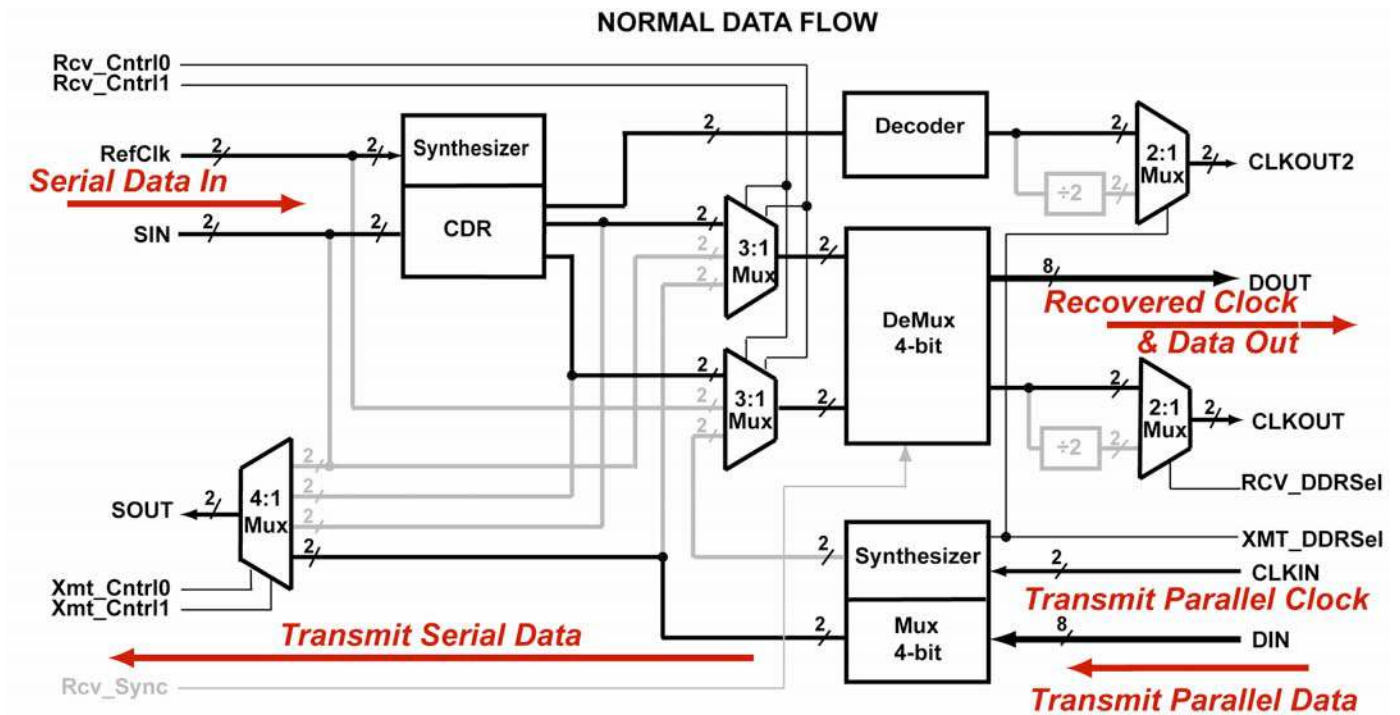 NORMAL DATA FLOW
Rcv_Cntrl0
Rcv_Cntrl1
RefClk
2
2
Serial Data In
SIN
2
2
Synthesizer
CDR
2
Decoder
2
÷2
2
2:1
Mux
2
CLKOUT2
2
2
2
3:1
Mux
2
2
2
2
3:1
Mux
2
DeMux
4-bit
8
DOUT
Recovered Clock
& Data Out
2
÷2
2
2:1
Mux
2
CLKOUT
RCV_DDRSel
SOUT
2
4:1
Mux
2
2
2
2
Xmt_Cntrl0
Xmt_Cntrl1
2
Synthesizer
XMT_DDRSel
2
CLKIN
Transmit Parallel Clock
Transmit Serial Data
2
Mux
4-bit
8
DIN
Rcv_Sync
Transmit Parallel Data